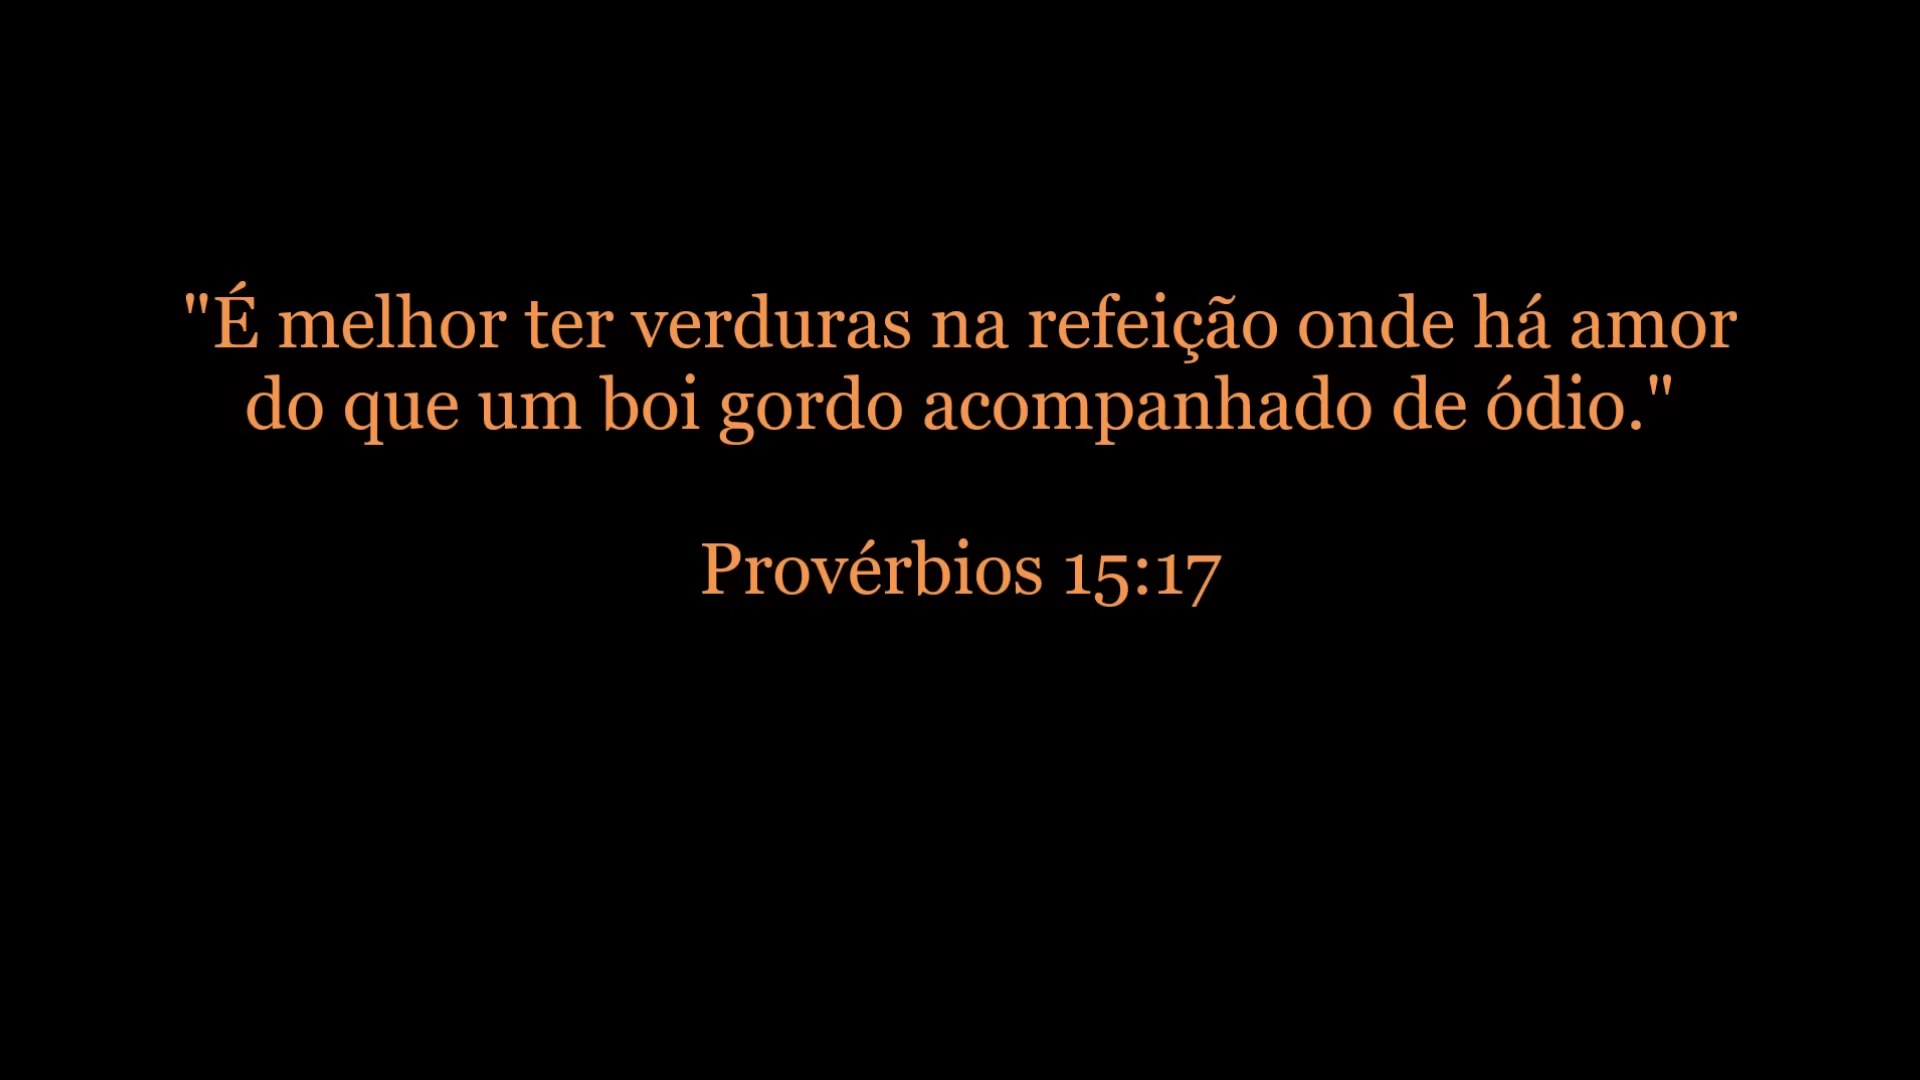 "É melhor ter verduras na refeição onde há amor
do que um boi gordo acompanhado de ódio."
Provérbios 15:17